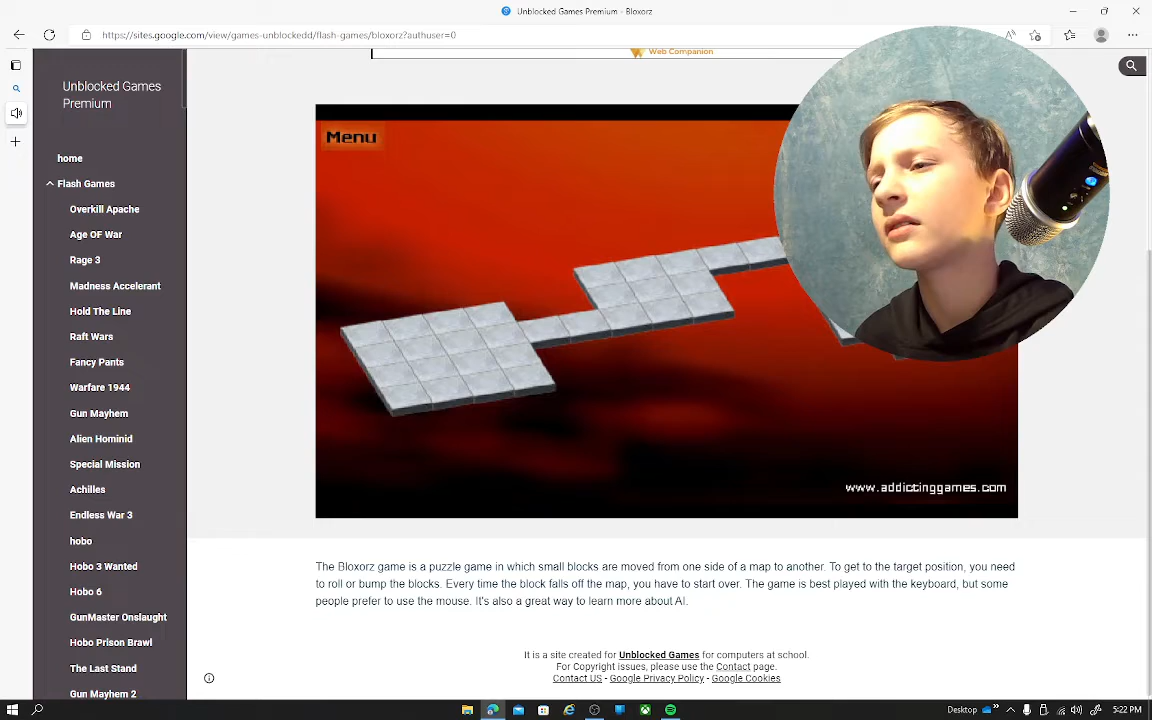 Unblocked Games Premium - Bloxorz
https://sites.google.com/view/games-unblockedd/flash-games/bloxorz?authuser=0
Web Companion
Unblocked Games
Premium
home
Flash Games
Overkill Apache
Age OF War
Rage 3
Madness Accelerant
Hold The Line
Raft Wars
Fancy Pants
Warfare 1944
Gun Mayhem
Alien Hominid
Special Mission
Achilles
Endless War 3
hobo
Hobo 3 Wanted
Hobo 6
GunMaster Onslaught
Hobo Prison Brawl
The Last Stand
Gun Mayhem 2
Menu
www.addictinggames.com
The Bloxorz game is a puzzle game in which small blocks are moved from one side of a map to another. To get to the target position, you need
to roll or bump the blocks. Every time the block falls off the map, you have to start over. The game is best played with the keyboard, but some
people prefer to use the mouse. It's also a great way to learn more about AI.
It is a site created for Unblocked Games for computers at school.
For Copyright issues, please use the Contact page.
Contact US - Google Privacy Policy - Google Cookies
Desktop
5:22 PM